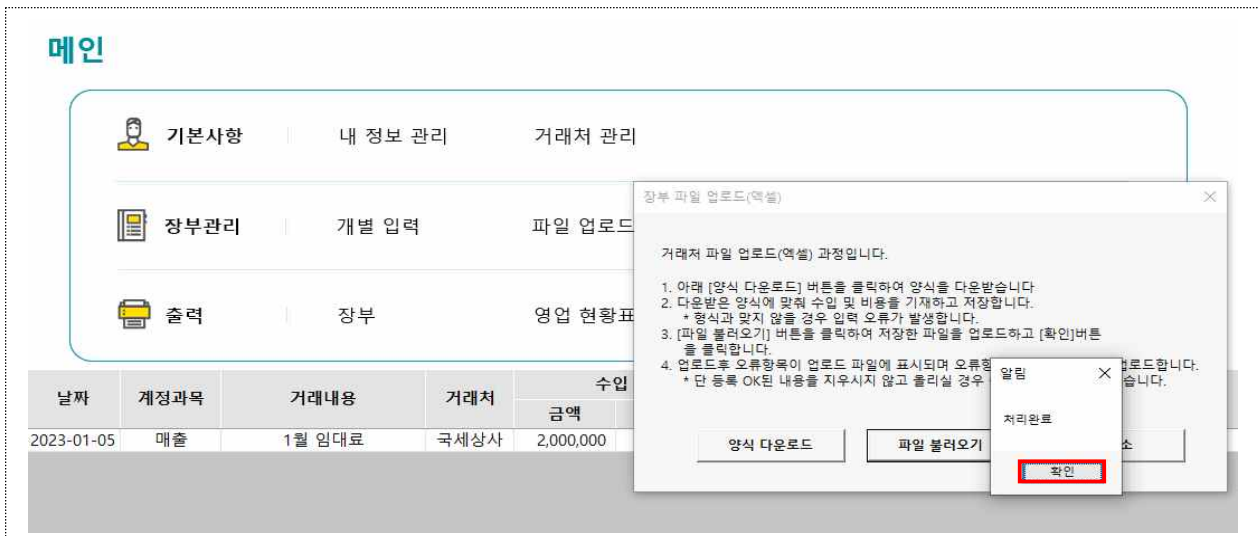 메인
기본사항 내 정보 관리 거래처 관리
장부관리 개별 입력 파일 업로드
출력 장부 영업 현황표
장부 파일 업로드(엑셀)
거래처 파일 업로드(엑셀) 과정입니다.
1. 아래 [양식 다운로드] 버튼을 클릭하여 양식을 다운받습니다
2. 다운받은 양식에 맞춰 수입 및 비용을 기재하고 저장합니다.
* 형식과 맞지 않을 경우 입력 오류가 발생합니다.
3. [파일 불러오기] 버튼을 클릭하여 저장한 파일을 업로드하고 [확인]버튼
을 클릭합니다.
4. 업로드후 오류항목이 업로드 파일에 표시되며 오류항 업로드합니다.
* 단 등록 OK된 내용을 지우시지 않고 올리실 경우 습니다.
양식 다운로드 파일 불러오기 소
알림
처리완료
확인
날짜 계정과목 거래내용 거래처 수입
금액
2023-01-05 매출 1월 임대료 국세상사 2,000,000